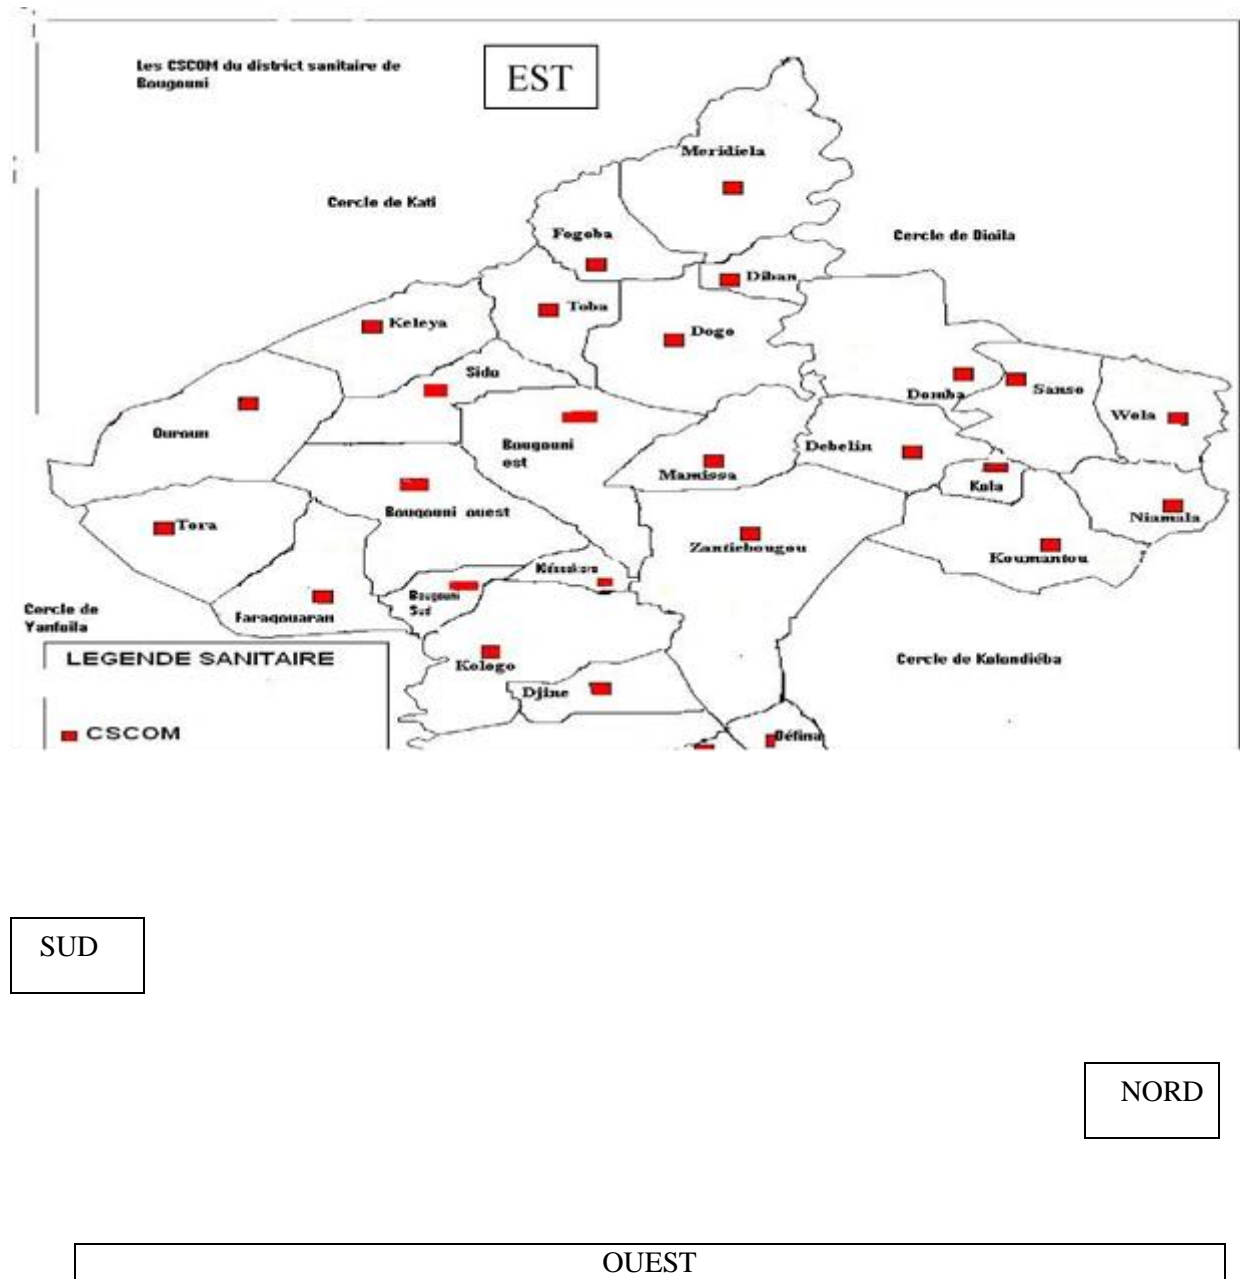 Les CSCOM du district sanitaire de
Bougouni
EST
Meridiela
Cercle de Kati
Fogoba
Cercle de Dioila
Diban
Toba
Keleya
Dogo
Sido
Domba
Sanso
Ouroun
Wola
Bougouni
est
Debelin
Mamissa
Kola
Bougouni ouest
Tora
Niamala
Zantiebougou
Koumantou
Bougouni
Sud
Cercle de
Yanfoila
Faragouaran
LEGENDE SANITAIRE
Kologo
Cercle de Kolondiéba
Djine
CSCOM
Défina
SUD
NORD
OUEST